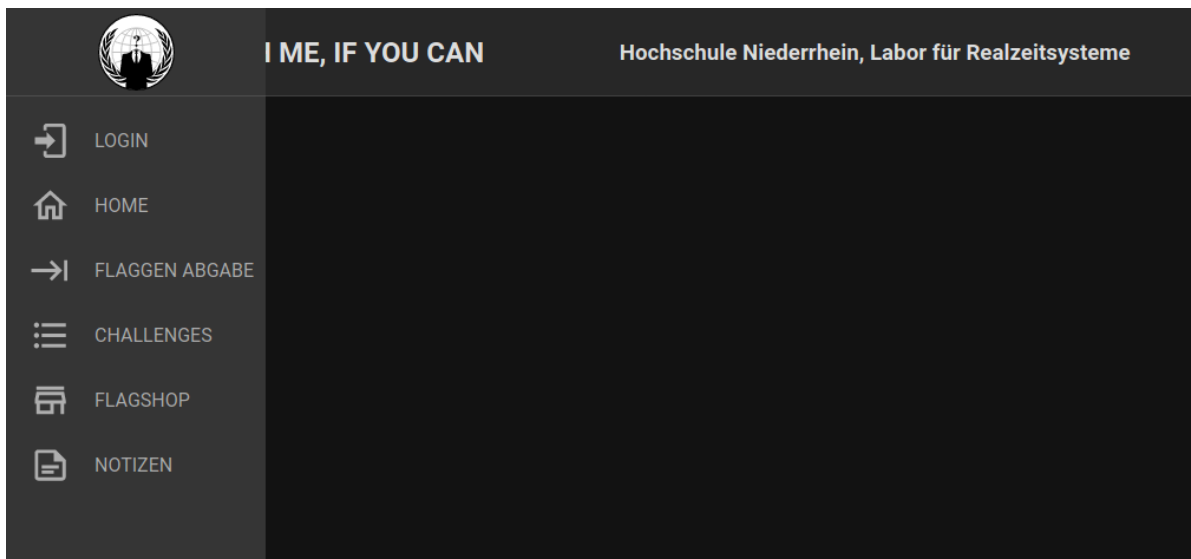 I ME, IF YOU CAN
Hochschule Niederrhein, Labor für Realzeitsysteme
LOGIN
HOME
FLAGGEN ABGABE
CHALLENGES
FLAGSHOP
NOTIZEN